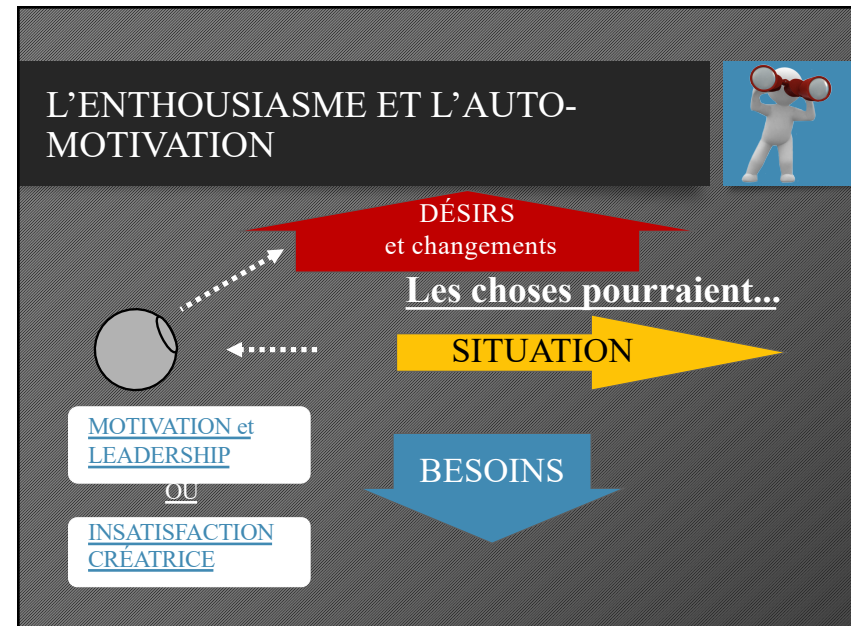 L’ENTHOUSIASME ET L’AUTO-
MOTIVATION
DÉSIRS
et changements
Les choses pourraient...
SITUATION
MOTIVATION et
LEADERSHIP
OU
INSATISFACTION
CRÉATRICE
BESOINS